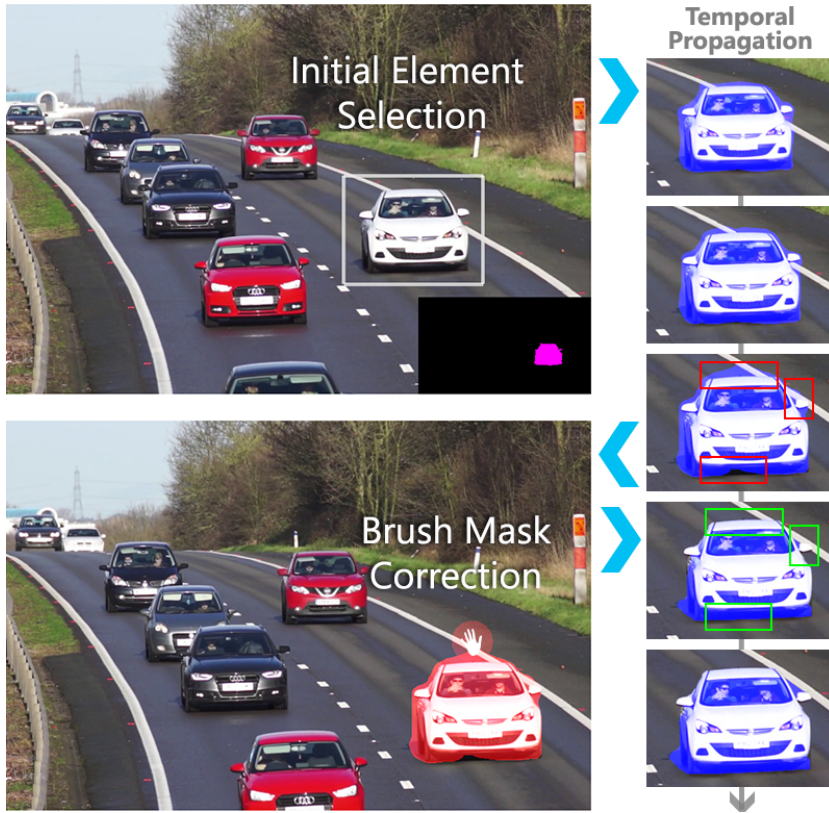 Initial Element
Selection
Temporal
Propagation
Brush Mask
Correction